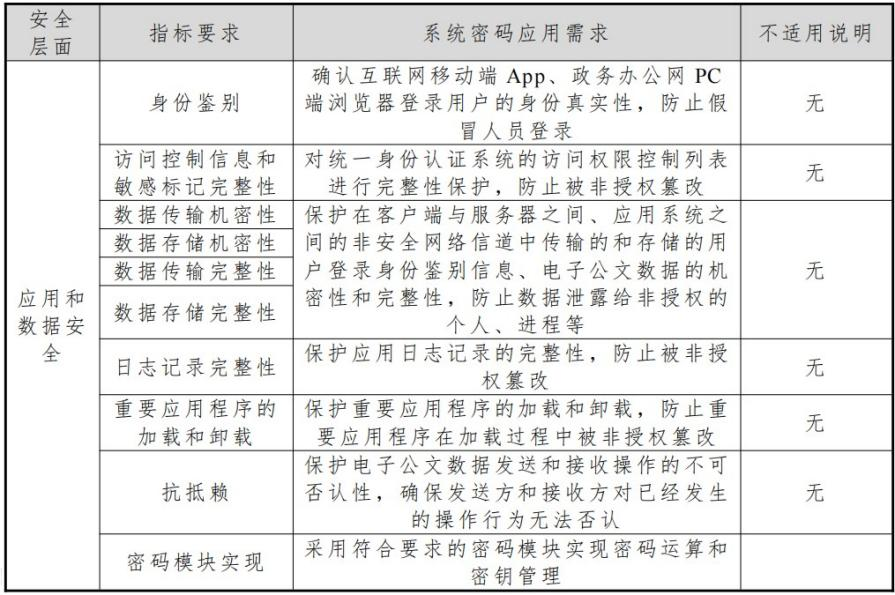 安全
层面
指标要求
系统密码应用需求
不适用说明
应用和
数据安
全
身份鉴别
确认互联网移动端 App、政务办公网 PC
端浏览器登录用户的身份真实性，防止假
冒人员登录
无
访问控制信息和
敏感标记完整性
对统一身份认证系统的访问权限控制列表
进行完整性保护，防止被非授权篡改
无
数据传输机密性
数据存储机密性
数据传输完整性
数据存储完整性
保护在客户端与服务器之间、应用系统之
间的非安全网络信道中传输的和存储的用
户登录身份鉴别信息、电子公文数据的机
密性和完整性，防止数据泄露给非授权的
个人、进程等
无
日志记录完整性
保护应用日志记录的完整性，防止被非授
权篡改
无
重要应用程序的
加载和卸载
保护重要应用程序的加载和卸载，防止重
要应用程序在加载过程中被非授权篡改
无
抗抵赖
保护电子公文数据发送和接收操作的不可
否认性，确保发送方和接收方对已经发生
的操作行为无法否认
无
密码模块实现
采用符合要求的密码模块实现密码运算和
密钥管理